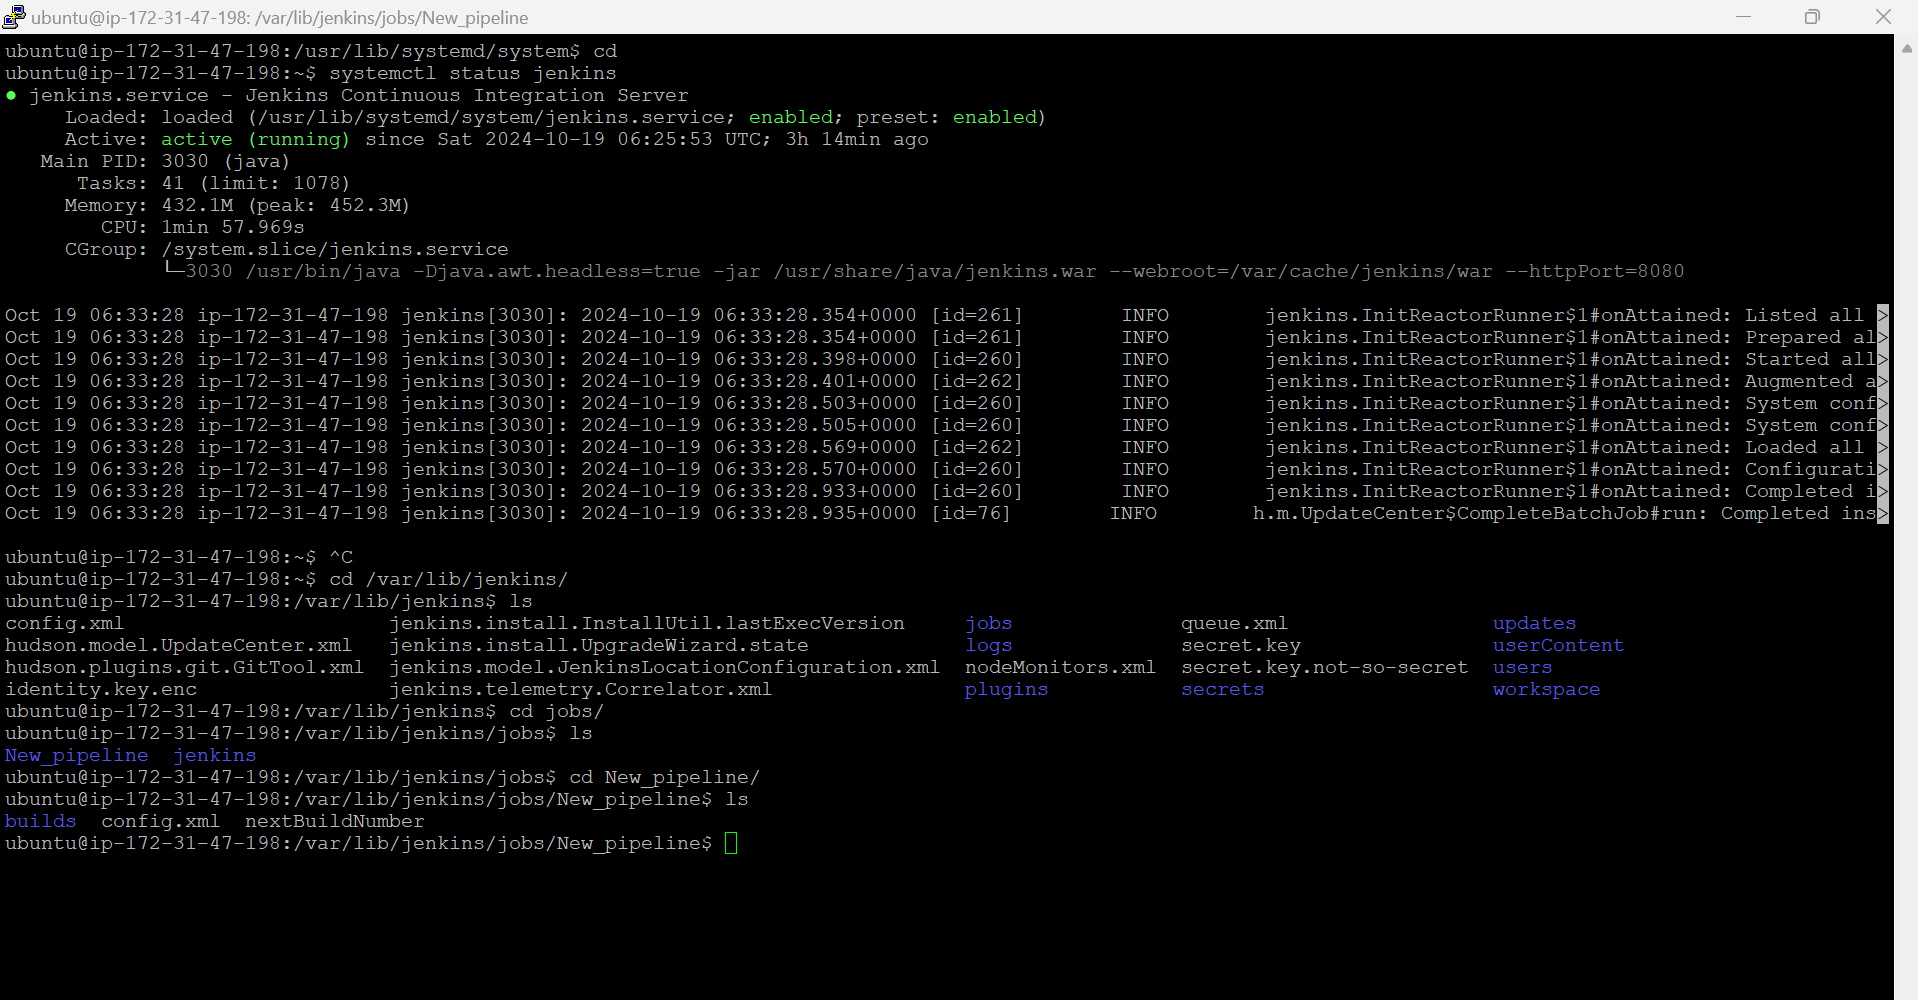 ubuntu@ip-172-31-47-198: /var/lib/jenkins/jobs/New_pipeline
ubuntu@ip-172-31-47-198:/usr/lib/systemd/system$ cd
ubuntu@ip-172-31-47-198:~$ systemctl status jenkins
● jenkins.service - Jenkins Continuous Integration Server
     Loaded: loaded (/usr/lib/systemd/system/jenkins.service; enabled; preset: enabled)
     Active: active (running) since Sat 2024-10-19 06:25:53 UTC; 3h 14min ago
   Main PID: 3030 (java)
      Tasks: 41 (limit: 1078)
     Memory: 432.1M (peak: 452.3M)
        CPU: 1min 57.969s
     CGroup: /system.slice/jenkins.service
             └─3030 /usr/bin/java -Djava.awt.headless=true -jar /usr/share/java/jenkins.war --webroot=/var/cache/jenkins/war --httpPort=8080
Oct 19 06:33:28 ip-172-31-47-198 jenkins[3030]: 2024-10-19 06:33:28.354+0000 [id=261]        INFO        jenkins.InitReactorRunner$1#onAttained: Listed all >
Oct 19 06:33:28 ip-172-31-47-198 jenkins[3030]: 2024-10-19 06:33:28.354+0000 [id=261]        INFO        jenkins.InitReactorRunner$1#onAttained: Prepared al>
Oct 19 06:33:28 ip-172-31-47-198 jenkins[3030]: 2024-10-19 06:33:28.398+0000 [id=260]        INFO        jenkins.InitReactorRunner$1#onAttained: Started all>
Oct 19 06:33:28 ip-172-31-47-198 jenkins[3030]: 2024-10-19 06:33:28.401+0000 [id=262]        INFO        jenkins.InitReactorRunner$1#onAttained: Augmented a>
Oct 19 06:33:28 ip-172-31-47-198 jenkins[3030]: 2024-10-19 06:33:28.503+0000 [id=260]        INFO        jenkins.InitReactorRunner$1#onAttained: System conf>
Oct 19 06:33:28 ip-172-31-47-198 jenkins[3030]: 2024-10-19 06:33:28.505+0000 [id=260]        INFO        jenkins.InitReactorRunner$1#onAttained: System conf>
Oct 19 06:33:28 ip-172-31-47-198 jenkins[3030]: 2024-10-19 06:33:28.569+0000 [id=262]        INFO        jenkins.InitReactorRunner$1#onAttained: Loaded all >
Oct 19 06:33:28 ip-172-31-47-198 jenkins[3030]: 2024-10-19 06:33:28.570+0000 [id=260]        INFO        jenkins.InitReactorRunner$1#onAttained: Configurati>
Oct 19 06:33:28 ip-172-31-47-198 jenkins[3030]: 2024-10-19 06:33:28.933+0000 [id=260]        INFO        jenkins.InitReactorRunner$1#onAttained: Completed i>
Oct 19 06:33:28 ip-172-31-47-198 jenkins[3030]: 2024-10-19 06:33:28.935+0000 [id=76]        INFO        h.m.UpdateCenter$CompleteBatchJob#run: Completed ins>
ubuntu@ip-172-31-47-198:~$ ^C
ubuntu@ip-172-31-47-198:~$ cd /var/lib/jenkins/
ubuntu@ip-172-31-47-198:/var/lib/jenkins$ ls
config.xml                      jenkins.install.InstallUtil.lastExecVersion     jobs              queue.xml                 updates
hudson.model.UpdateCenter.xml   jenkins.install.UpgradeWizard.state             logs              secret.key                userContent
hudson.plugins.git.GitTool.xml  jenkins.model.JenkinsLocationConfiguration.xml  nodeMonitors.xml  secret.key.not-so-secret  users
identity.key.enc                jenkins.telemetry.Correlator.xml                plugins           secrets                   workspace
ubuntu@ip-172-31-47-198:/var/lib/jenkins$ cd jobs/
ubuntu@ip-172-31-47-198:/var/lib/jenkins/jobs$ ls
New_pipeline  jenkins
ubuntu@ip-172-31-47-198:/var/lib/jenkins/jobs$ cd New_pipeline/
ubuntu@ip-172-31-47-198:/var/lib/jenkins/jobs/New_pipeline$ ls
builds  config.xml  nextBuildNumber
ubuntu@ip-172-31-47-198:/var/lib/jenkins/jobs/New_pipeline$